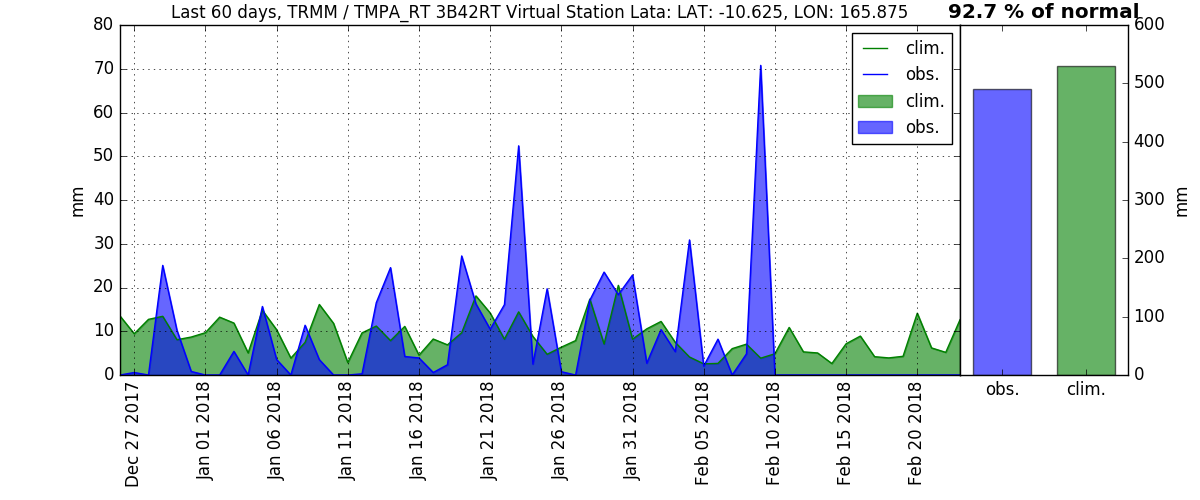 Last 60 days, TRMM / TMPA_RT 3B42RT Virtual Station Lata: LAT: -10.625, LON: 165.875
92.7 % of normal
80
70
60
50
40
30
20
10
0
mm
clim.
obs.
clim.
obs.
600
500
400
300
200
100
0
mm
obs.
clim.
Dec 27 2017
Jan 01 2018
Jan 06 2018
Jan 11 2018
Jan 16 2018
Jan 21 2018
Jan 26 2018
Jan 31 2018
Feb 05 2018
Feb 10 2018
Feb 15 2018
Feb 20 2018